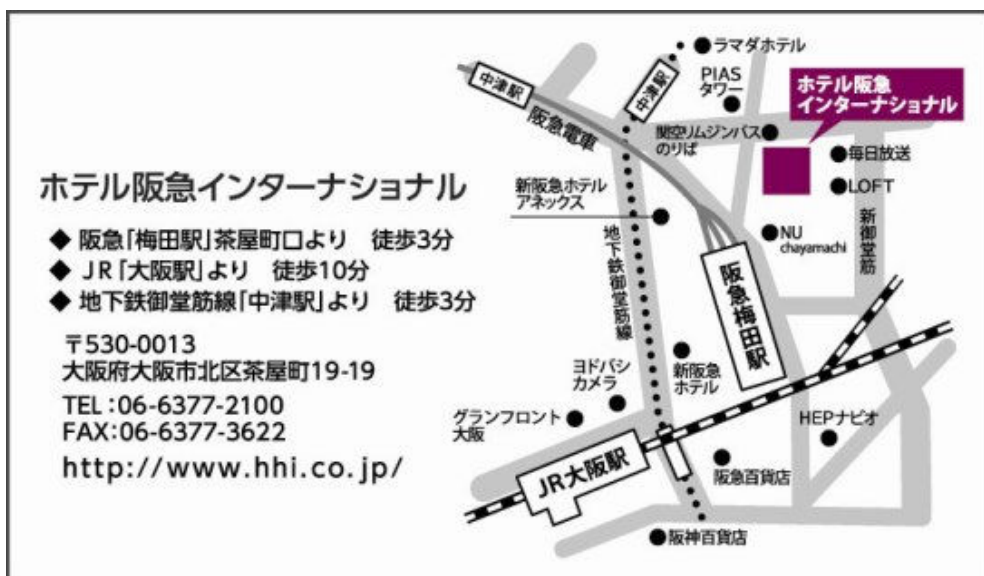 ホテル阪急インターナショナル
◆ 阪急「梅田駅」茶屋町口より 徒歩3分
◆ JR「大阪駅」より 徒歩10分
◆ 地下鉄御堂筋線「中津駅」より 徒歩3分
〒530-0013
大阪府大阪市北区茶屋町19-19
TEL:06-6377-2100
FAX:06-6377-3622
http://www.hhi.co.jp/
ラマダホテル
中津駅
中津駅
PIAS
タワー
ホテル阪急
インターナショナル
阪急電車
関空リムジンバス
のりば
毎日放送
新阪急ホテル
アネックス
LOFT
NU
chayamachi
新御堂筋
地下鉄御堂筋線
阪急梅田駅
ヨドバシ
カメラ
新阪急
ホテル
グランフロント
大阪
HEPナビオ
JR大阪駅
阪急百貨店
阪神百貨店